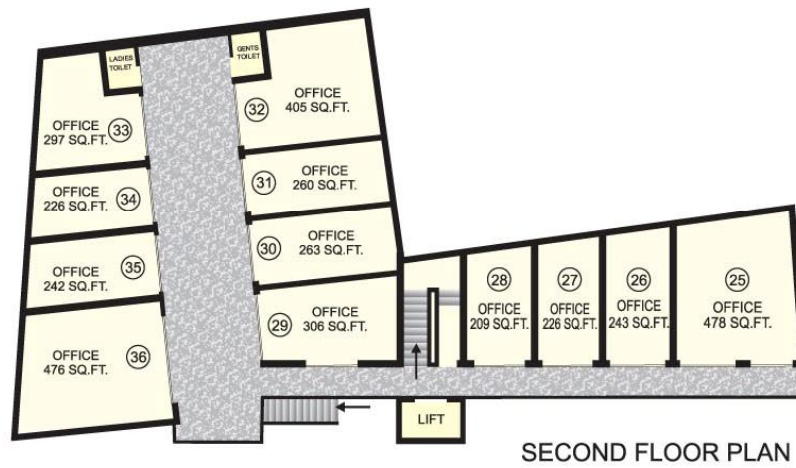 LADIES
TOILET
GENTS
TOILET
OFFICE
297 SQ.FT.
33
32
OFFICE
405 SQ.FT.
OFFICE
226 SQ.FT.
34
31
OFFICE
260 SQ.FT.
OFFICE
242 SQ.FT.
35
30
OFFICE
263 SQ.FT.
OFFICE
476 SQ.FT.
36
29
OFFICE
306 SQ.FT.
28
OFFICE
209 SQ.FT.
27
OFFICE
226 SQ.FT.
26
OFFICE
243 SQ.FT.
25
OFFICE
478 SQ.FT.
LIFT
SECOND FLOOR PLAN